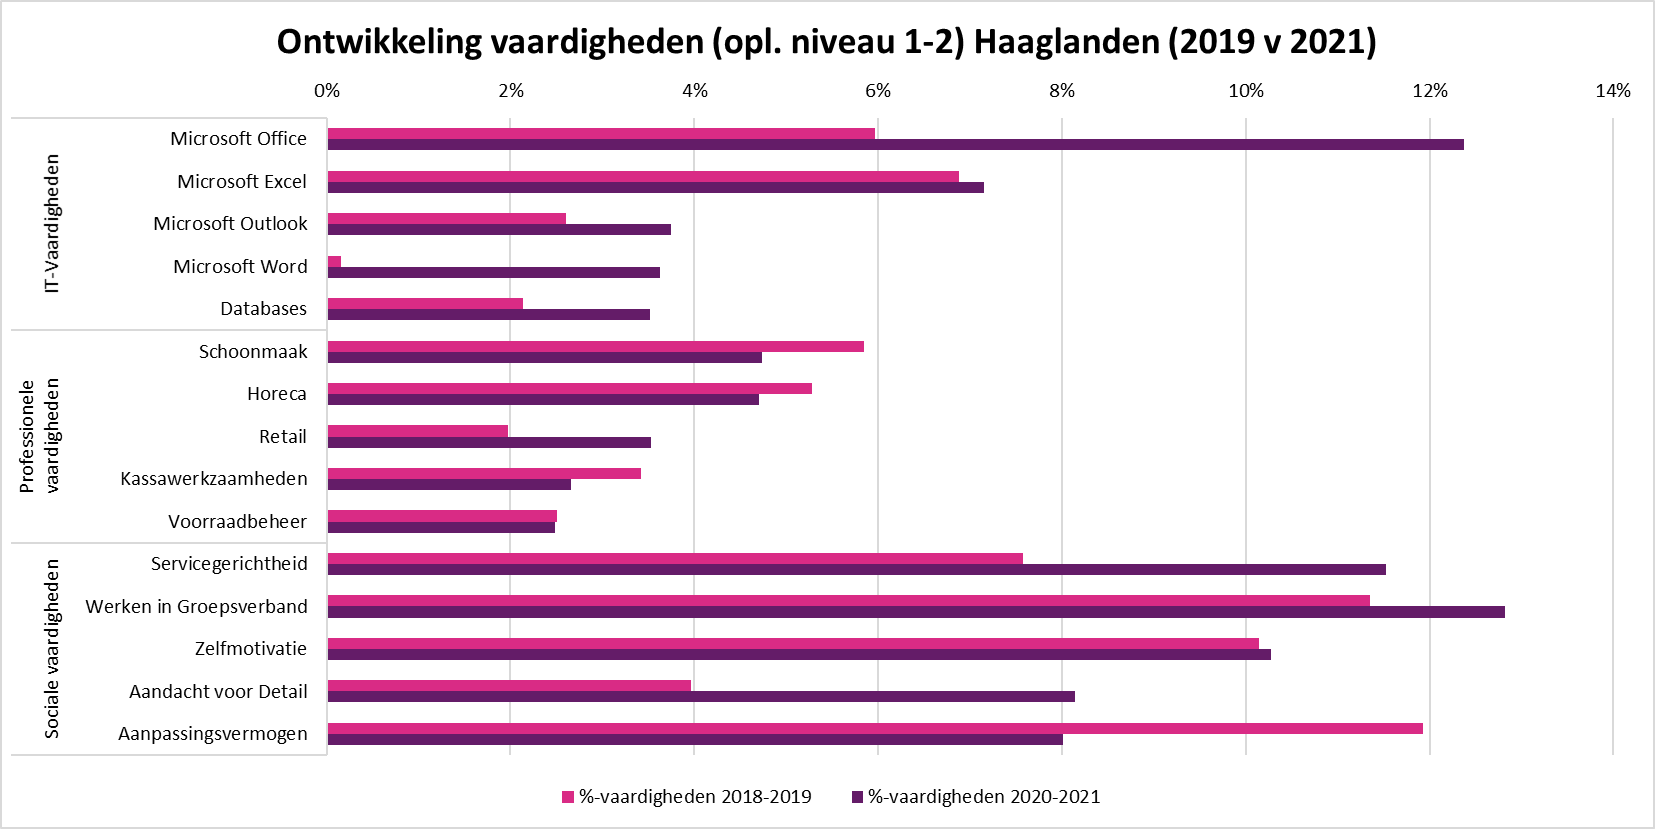 Ontwikkeling vaardigheden (opl. niveau 1-2) Haaglanden (2019 v 2021)
0% 2% 4% 6% 8% 10% 12% 14%
IT-Vaardigheden
Microsoft Office
Microsoft Excel
Microsoft Outlook
Microsoft Word
Databases
Professionele
vaardigheden
Schoonmaak
Horeca
Retail
Kassawerkzaamheden
Voorraadbeheer
Sociale vaardigheden
Servicegerichtheid
Werken in Groepsverband
Zelfmotivatie
Aandacht voor Detail
Aanpassingsvermogen
%-vaardigheden 2018-2019 %-vaardigheden 2020-2021